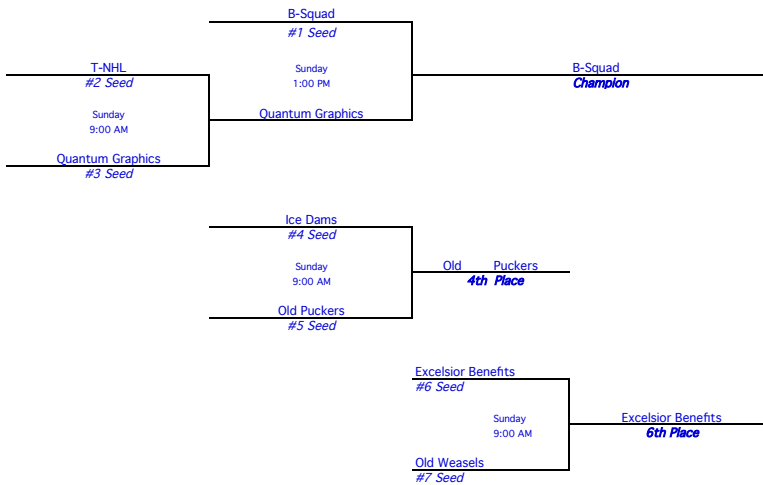 B-Squad
#1 Seed
T-NHL
#2 Seed
Sunday
1:00 PM
B-Squad
Champion
Sunday
9:00 AM
Quantum Graphics
Quantum Graphics
#3 Seed
Ice Dams
#4 Seed
Sunday
9:00 AM
Old Puckers
4th Place
Old Puckers
#5 Seed
Excelsior Benefits
#6 Seed
Sunday
9:00 AM
Excelsior Benefits
6th Place
Old Weasels
#7 Seed